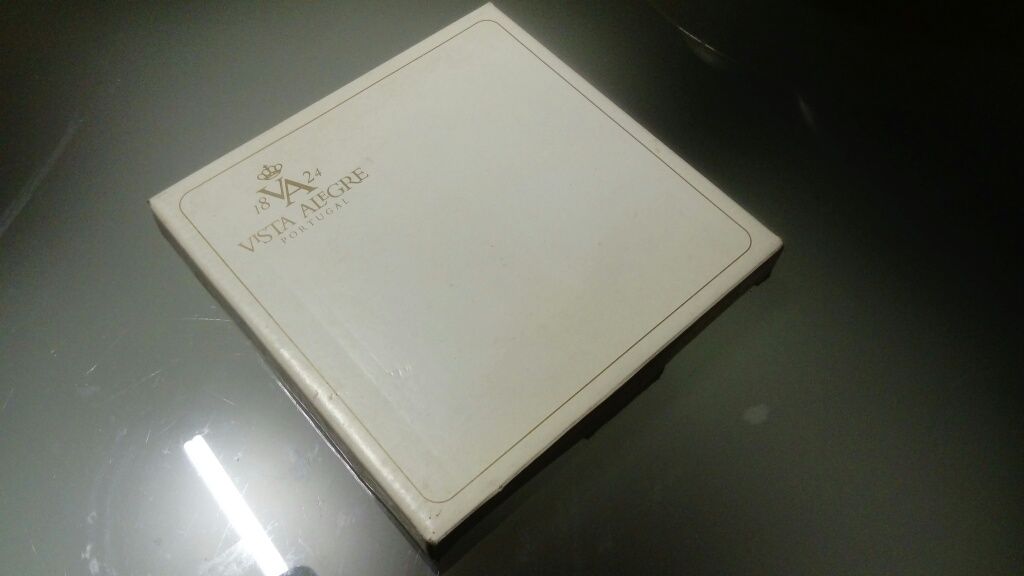 18 VA 24
VISTA ALEGRE
PORTUGAL